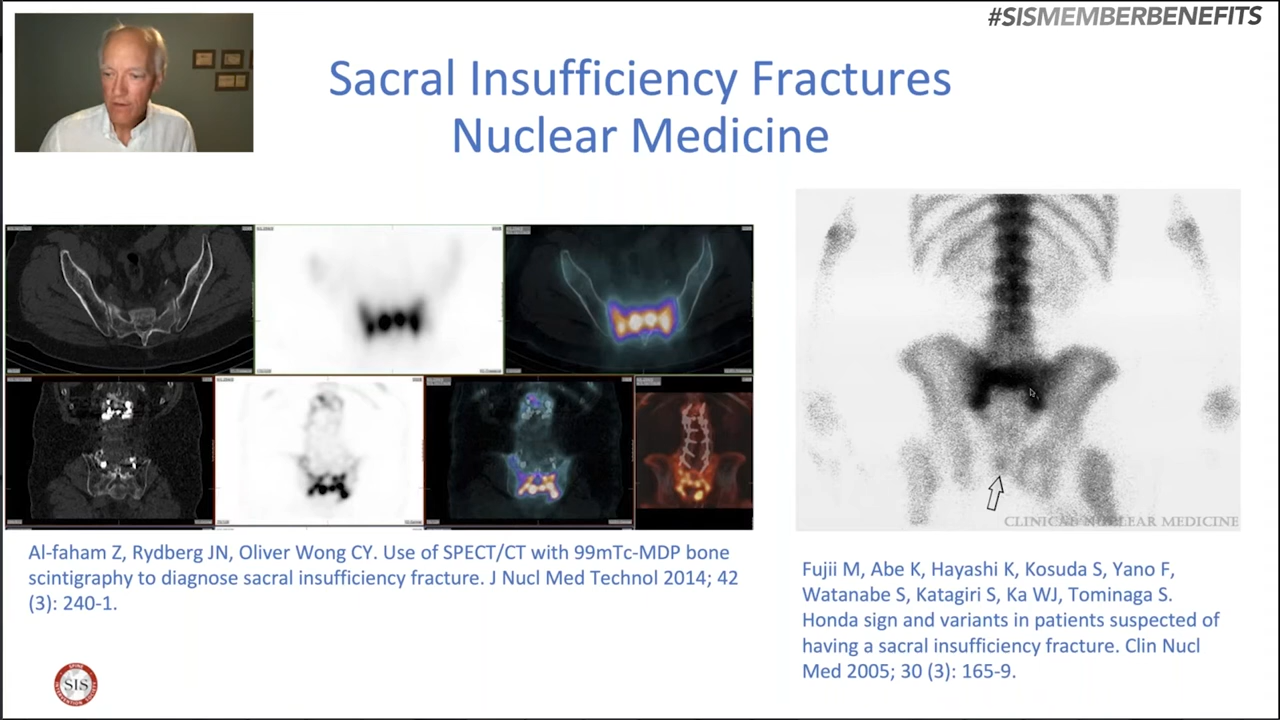 #SISMEMBERBENEFITS
Sacral Insufficiency Fractures
Nuclear Medicine
CLINICAL NUCLEAR MEDICINE
Al-faham Z, Rydberg JN, Oliver Wong CY. Use of SPECT/CT with 99mTc-MDP bone
scintigraphy to diagnose sacral insufficiency fracture. J Nucl Med Technol 2014; 42
(3): 240-1.
Fujii M, Abe K, Hayashi K, Kosuda S, Yano F,
Watanabe S, Katagiri S, Ka WJ, Tominaga S.
Honda sign and variants in patients suspected of
having a sacral insufficiency fracture. Clin Nucl
Med 2005; 30 (3): 165-9.
SPINE
SIS
INTERVENTION SOCIETY